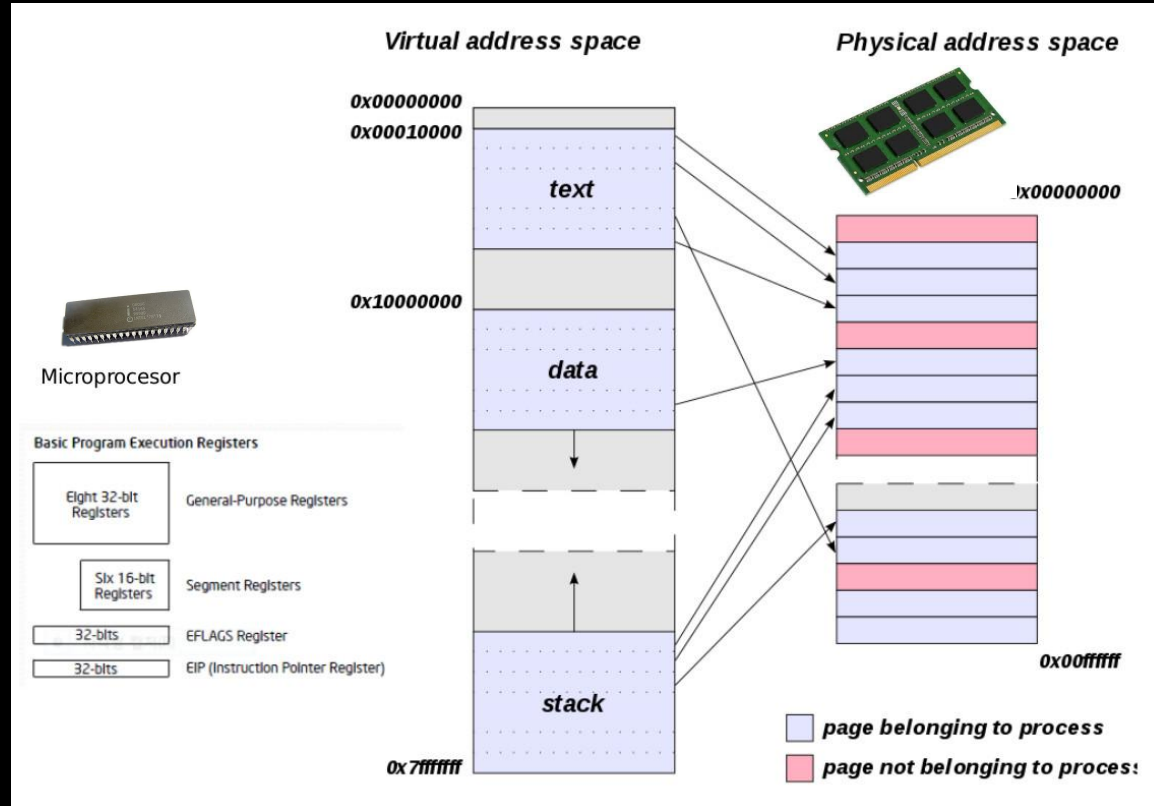 Virtual address space
Physical address space
0x00000000
0x00010000
text
0x10000000
data
stack
0x7fffffff
0x00000000
0x00ffffff
page belonging to process
page not belonging to process
Microprocesor
Basic Program Execution Registers
Eight 32-bit
Registers
General-Purpose Registers
Six 16-bit
Registers
Segment Registers
32-bits
EFLAGS Register
32-bits
EIP (Instruction Pointer Register)